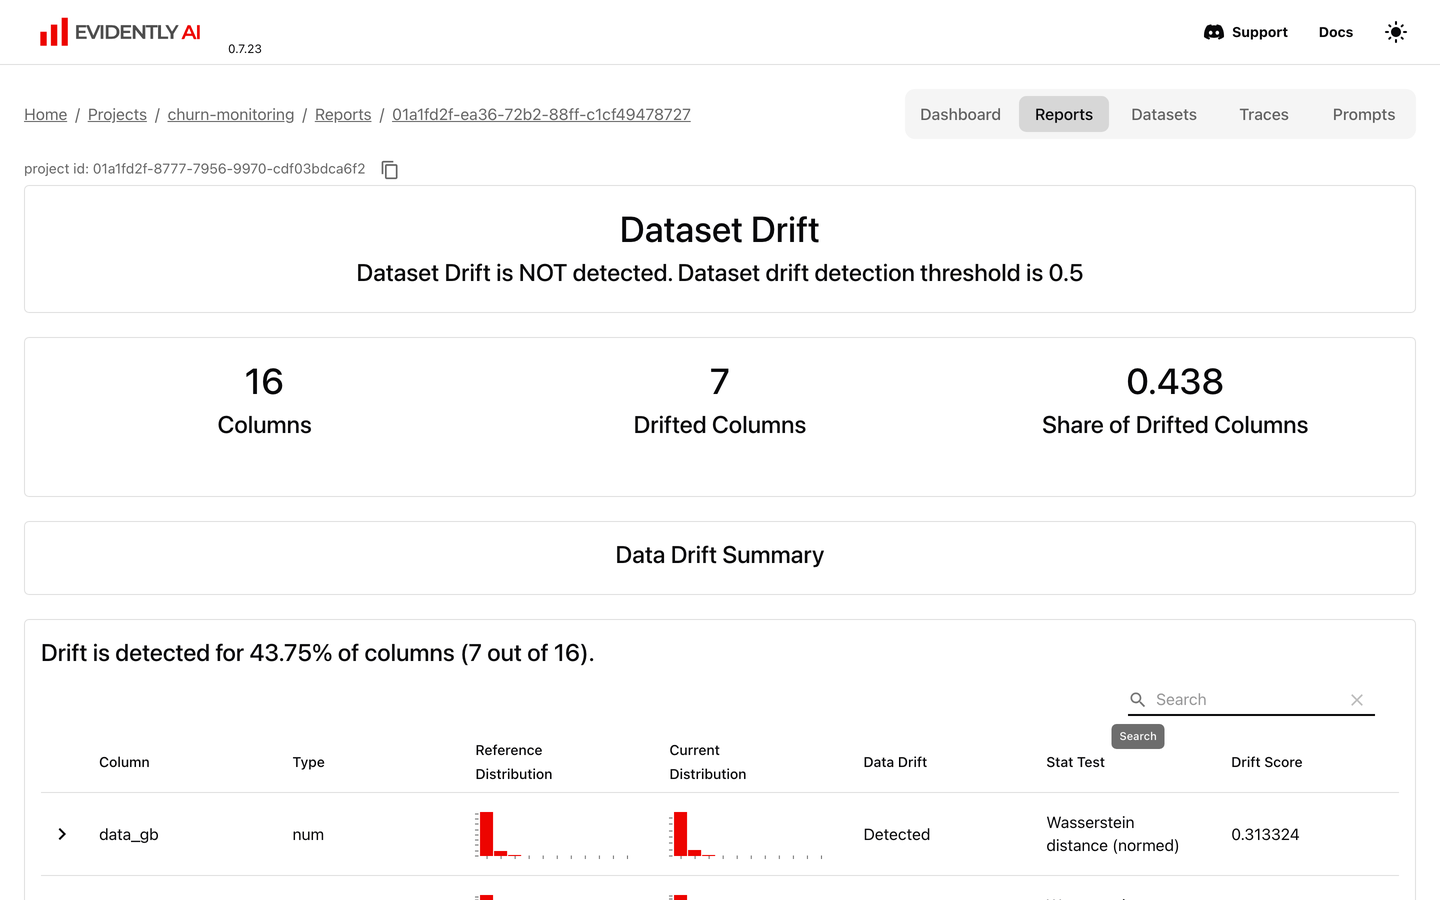 EVIDENTLY AI
0.7.23
Support
Docs
Home / Projects / churn-monitoring / Reports / 01a1fd2f-ea36-72b2-88ff-c1cf49478727
Dashboard
Reports
Datasets
Traces
Prompts
project id: 01a1fd2f-8777-7956-9970-cdf03bdca6f2
Dataset Drift
Dataset Drift is NOT detected. Dataset drift detection threshold is 0.5
16
Columns
7
Drifted Columns
0.438
Share of Drifted Columns
Data Drift Summary
Drift is detected for 43.75% of columns (7 out of 16).
Search
Search
Column
Type
Reference
Distribution
Current
Distribution
Data Drift
Stat Test
Drift Score
data_gb
num
Detected
Wasserstein
distance (normed)
0.313324